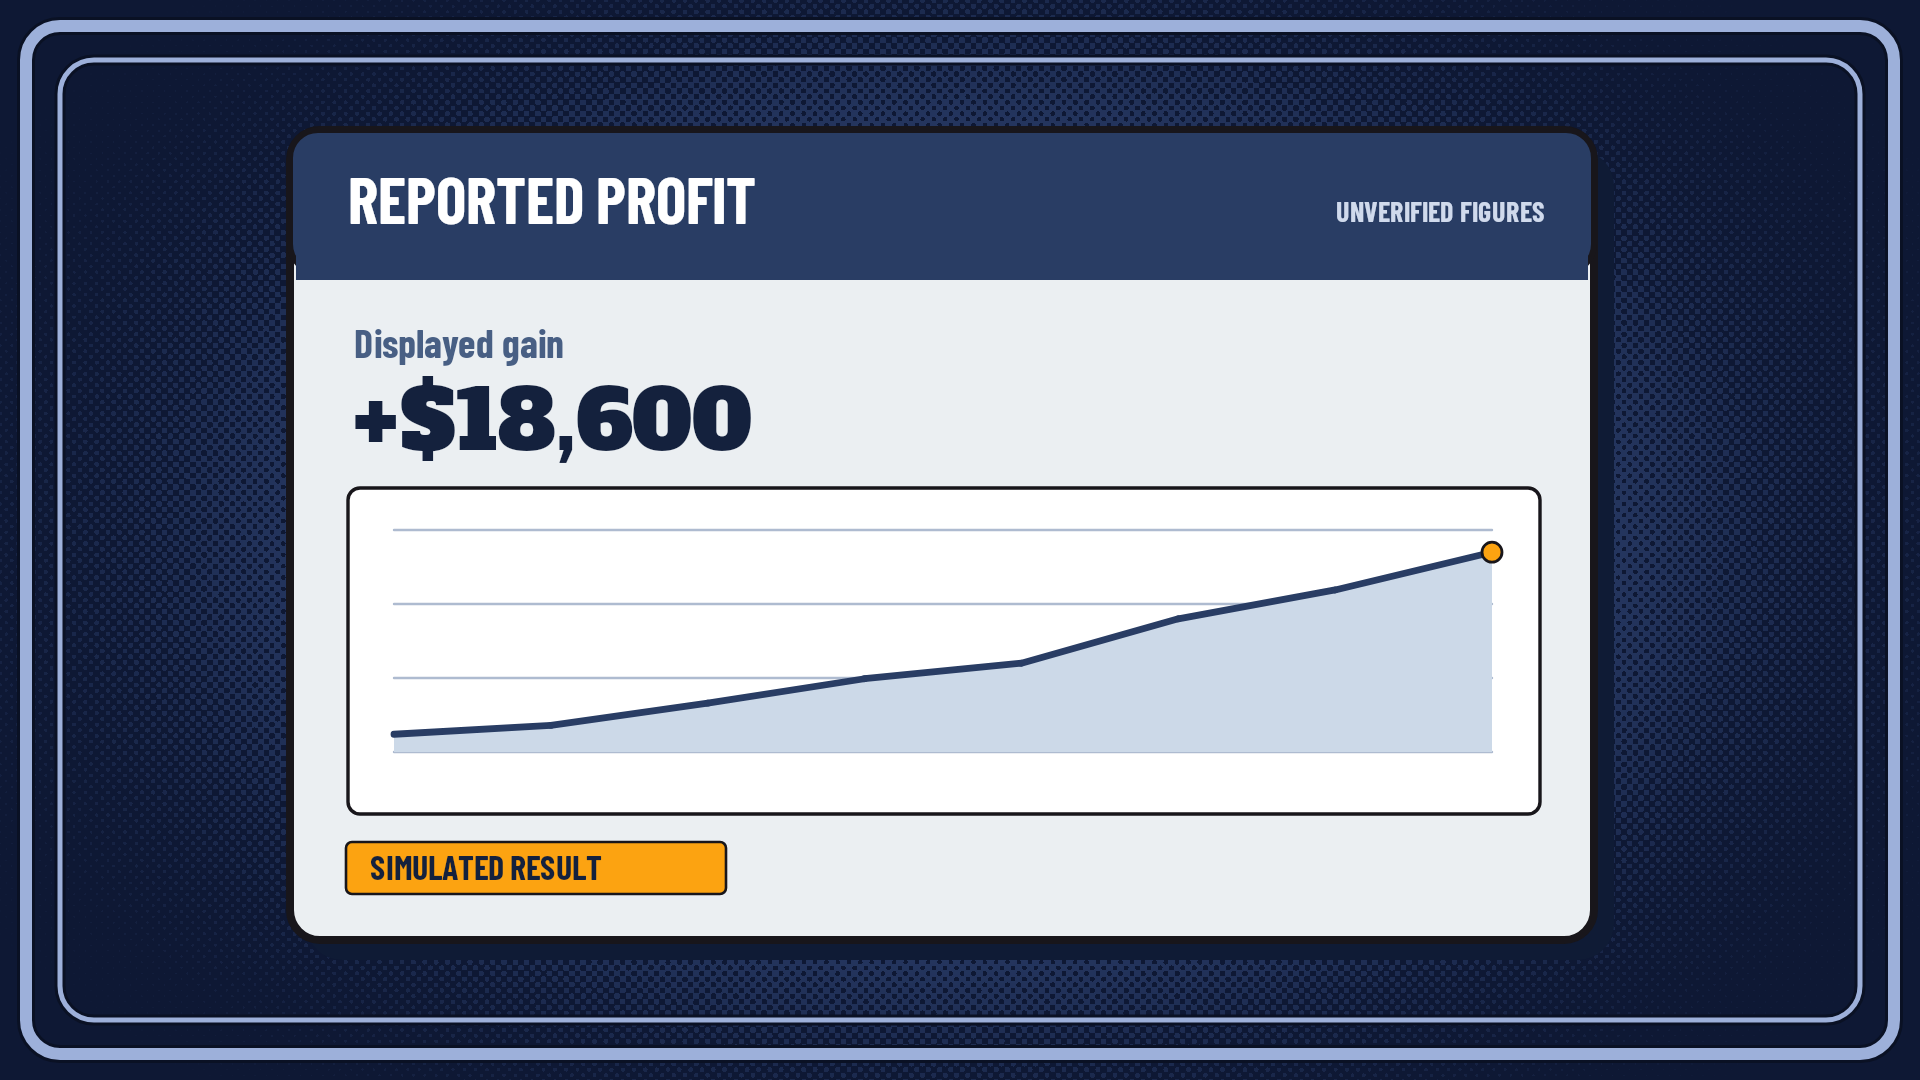 REPORTED PROFIT
UNVERIFIED FIGURES
Displayed gain
+$18,600
SIMULATED RESULT